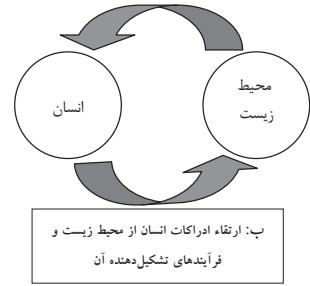 محیط
زیست
انسان
ب: ارتقاء ادراکات انسان از محیط زیست و
فرآیندهای تشکیل‌دهنده آن